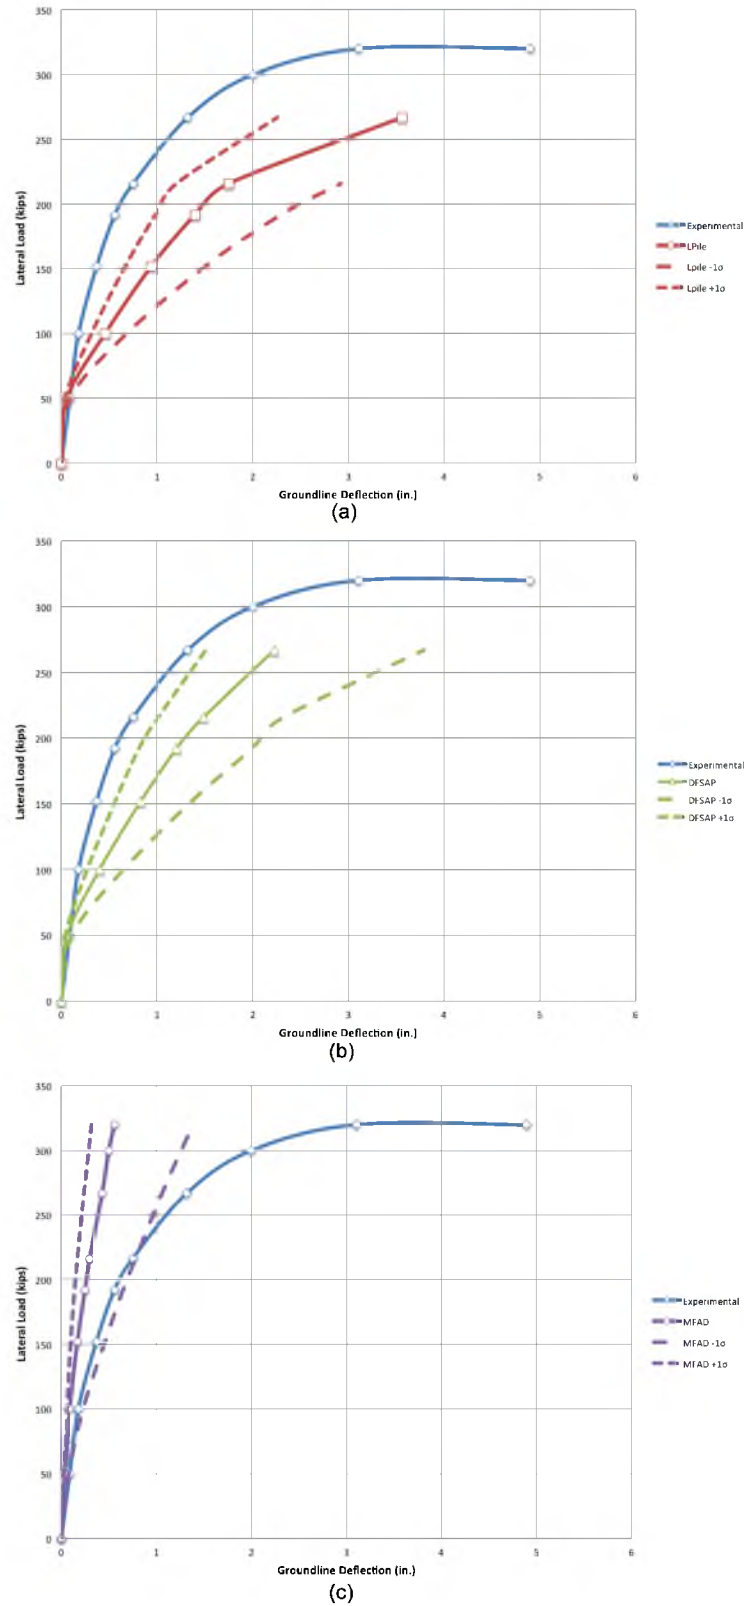 350
300
250
200
150
100
50
0
Lateral Load (kips)
0 1 2 3 4 5 6
Groundline Deflection (in.)
Experimental
LPile
Lpile -1σ
Lpile +1σ
(a)
350
300
250
200
150
100
50
0
Lateral Load (kips)
0 1 2 3 4 5 6
Groundline Deflection (in.)
Experimental
DFSAP
DFSAP -1σ
DFSAP +1σ
(b)
350
300
250
200
150
100
50
0
Lateral Load (kips)
0 1 2 3 4 5 6
Groundline Deflection (in.)
Experimental
MFAD
MFAD -1σ
MFAD +1σ
(c)